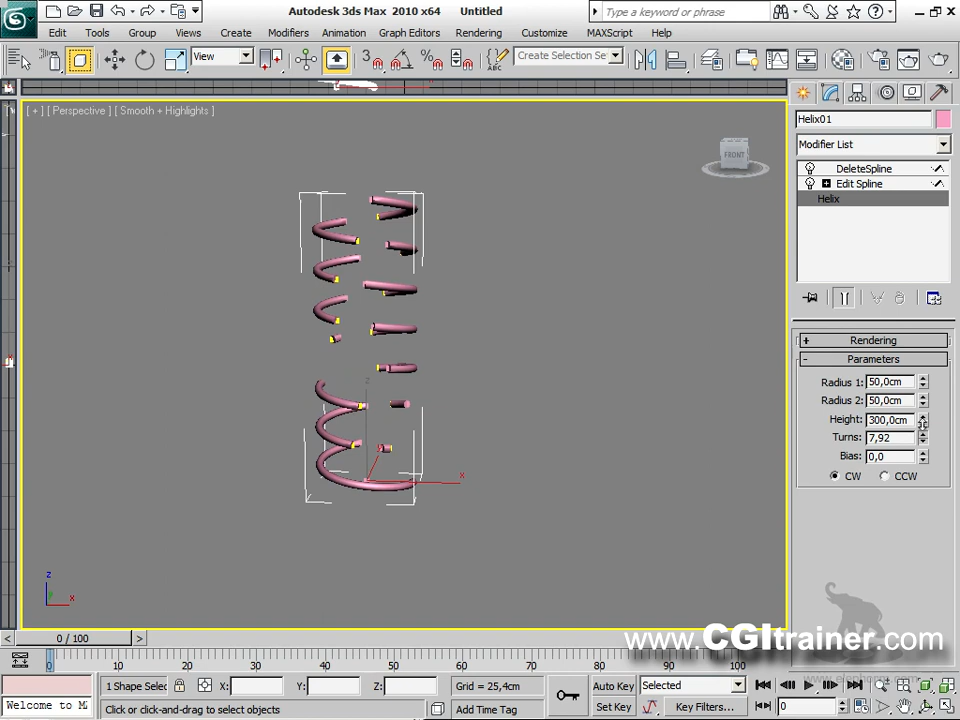 Autodesk 3ds Max 2010 x64 Untitled
Type a keyword or phrase
Edit Tools Group Views Create Modifiers Animation Graph Editors Rendering Customize MAXScript Help
View
3
ABC
Create Selection Se
[ + ] [ Perspective ] [ Smooth + Highlights ]
FRONT
Helix01
Modifier List
DeleteSpline
Edit Spline
Helix
+ Rendering
- Parameters
Radius 1: 50,0cm
Radius 2: 50,0cm
Height: 300,0cm
Turns: 7,92
Bias: 0,0
CW CCW
z
x
z
x
y
www.CGItrainer.com
< 0 / 100 >
0 10 20 30 40 50 60 70 80 90 100
1 Shape Selec X: Y: Z: Grid = 25,4cm Auto Key Selected
Welcome to MA Click or click-and-drag to select objects Add Time Tag Set Key Key Filters... 0